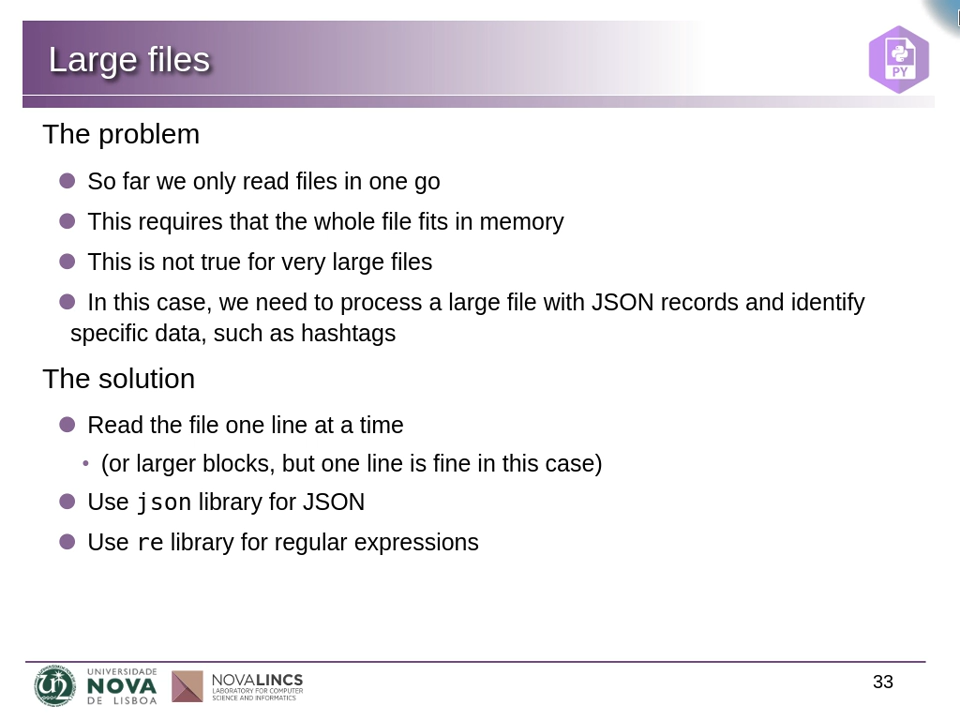 Large files
PY
The problem
So far we only read files in one go
This requires that the whole file fits in memory
This is not true for very large files
In this case, we need to process a large file with JSON records and identify
specific data, such as hashtags
The solution
Read the file one line at a time
(or larger blocks, but one line is fine in this case)
Use json library for JSON
Use re library for regular expressions
UNIVERSIDADE
NOVA
DE LISBOA
NOVALINCS
LABORATORY FOR COMPUTER
SCIENCE AND INFORMATICS
33